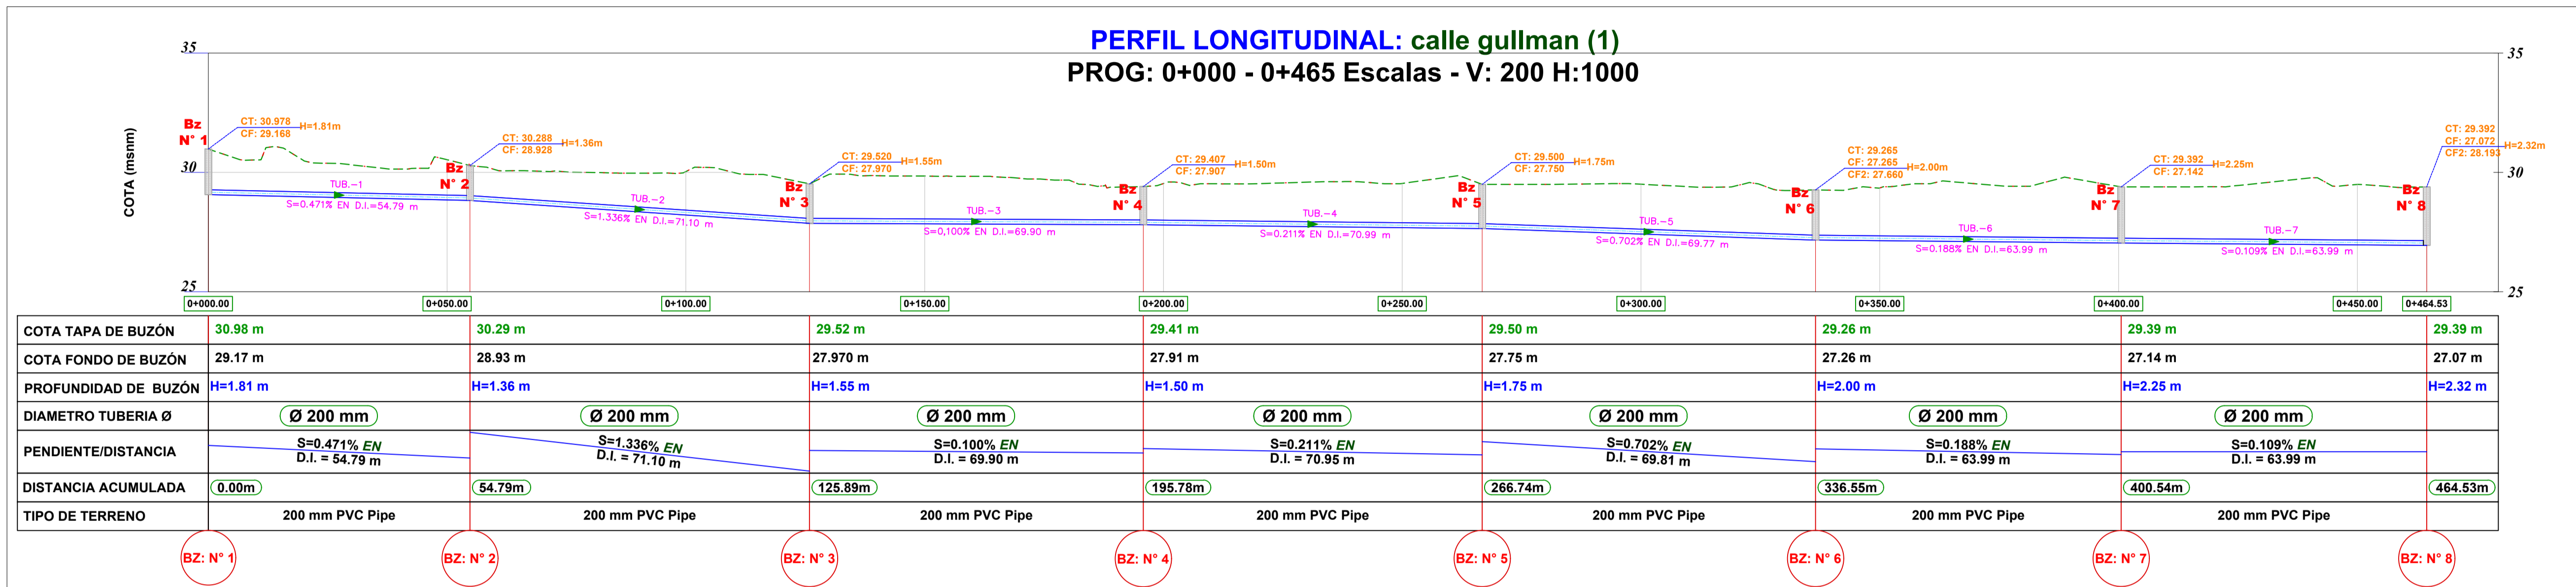 PERFIL LONGITUDINAL: calle gullman (1)
PROG: 0+000 - 0+465 Escalas - V: 200 H:1000
35
35
30
30
25
25
COTA (msnm)
Bz
N° 1
CT: 30.978
CF: 29.168
H=1.81m
Bz
N° 2
CT: 30.288
CF: 28.928
H=1.36m
Bz
N° 3
CT: 29.520
CF: 27.970
H=1.55m
Bz
N° 4
CT: 29.407
CF: 27.907
H=1.50m
Bz
N° 5
CT: 29.500
CF: 27.750
H=1.75m
Bz
N° 6
CT: 29.265
CF: 27.265
CF2: 27.660
H=2.00m
Bz
N° 7
CT: 29.392
CF: 27.142
H=2.25m
Bz
N° 8
CT: 29.392
CF: 27.072
CF2: 28.193
H=2.32m
TUB.-1
S=0.471% EN D.I.=54.79 m
TUB.-2
S=1.336% EN D.I.=71.10 m
TUB.-3
S=0,100% EN D.I.=69.90 m
TUB.-4
S=0.211% EN D.I.=70.99 m
TUB.-5
S=0.702% EN D.I.=69.77 m
TUB.-6
S=0.188% EN D.I.=63.99 m
TUB.-7
S=0.109% EN D.I.=63.99 m
0+000.00 0+050.00 0+100.00 0+150.00 0+200.00 0+250.00 0+300.00 0+350.00 0+400.00 0+450.00 0+464.53
COTA TAPA DE BUZÓN 30.98 m 30.29 m 29.52 m 29.41 m 29.50 m 29.26 m 29.39 m 29.39 m
COTA FONDO DE BUZÓN 29.17 m 28.93 m 27.970 m 27.91 m 27.75 m 27.26 m 27.14 m 27.07 m
PROFUNDIDAD DE BUZÓN H=1.81 m H=1.36 m H=1.55 m H=1.50 m H=1.75 m H=2.00 m H=2.25 m H=2.32 m
DIAMETRO TUBERIA Ø Ø 200 mm Ø 200 mm Ø 200 mm Ø 200 mm Ø 200 mm Ø 200 mm Ø 200 mm
PENDIENTE/DISTANCIA
S=0.471% EN
D.I. = 54.79 m
S=1.336% EN
D.I. = 71.10 m
S=0.100% EN
D.I. = 69.90 m
S=0.211% EN
D.I. = 70.95 m
S=0.702% EN
D.I. = 69.81 m
S=0.188% EN
D.I. = 63.99 m
S=0.109% EN
D.I. = 63.99 m
DISTANCIA ACUMULADA 0.00m 54.79m 125.89m 195.78m 266.74m 336.55m 400.54m 464.53m
TIPO DE TERRENO 200 mm PVC Pipe 200 mm PVC Pipe 200 mm PVC Pipe 200 mm PVC Pipe 200 mm PVC Pipe 200 mm PVC Pipe 200 mm PVC Pipe
BZ: N° 1 BZ: N° 2 BZ: N° 3 BZ: N° 4 BZ: N° 5 BZ: N° 6 BZ: N° 7 BZ: N° 8